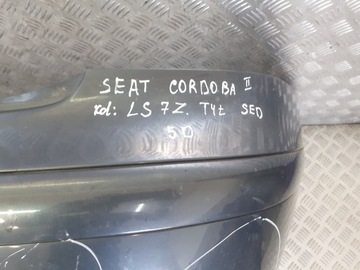 SEAT CORDOBA II
kol: LS7Z. TYŁ SED
5D